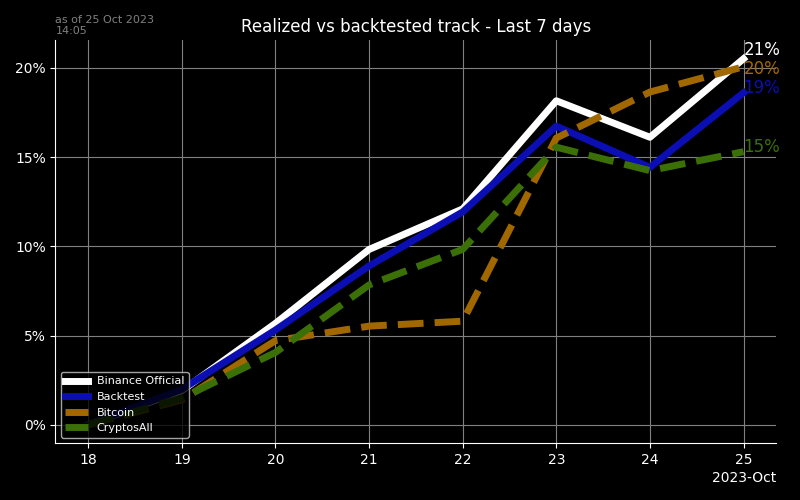 as of 25 Oct 2023
14:05
Realized vs backtested track - Last 7 days
21%
20%
19%
15%
20%
15%
10%
5%
0%
Binance Official
Backtest
Bitcoin
CryptosAll
18 19 20 21 22 23 24 25
2023-Oct